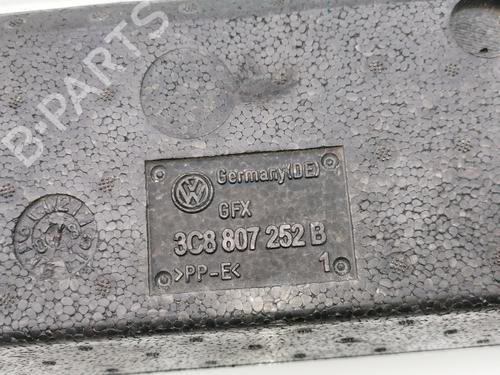 B-PARTS
Germany(DE)
GFX
3C8 807 252 B
>PP-E< 1